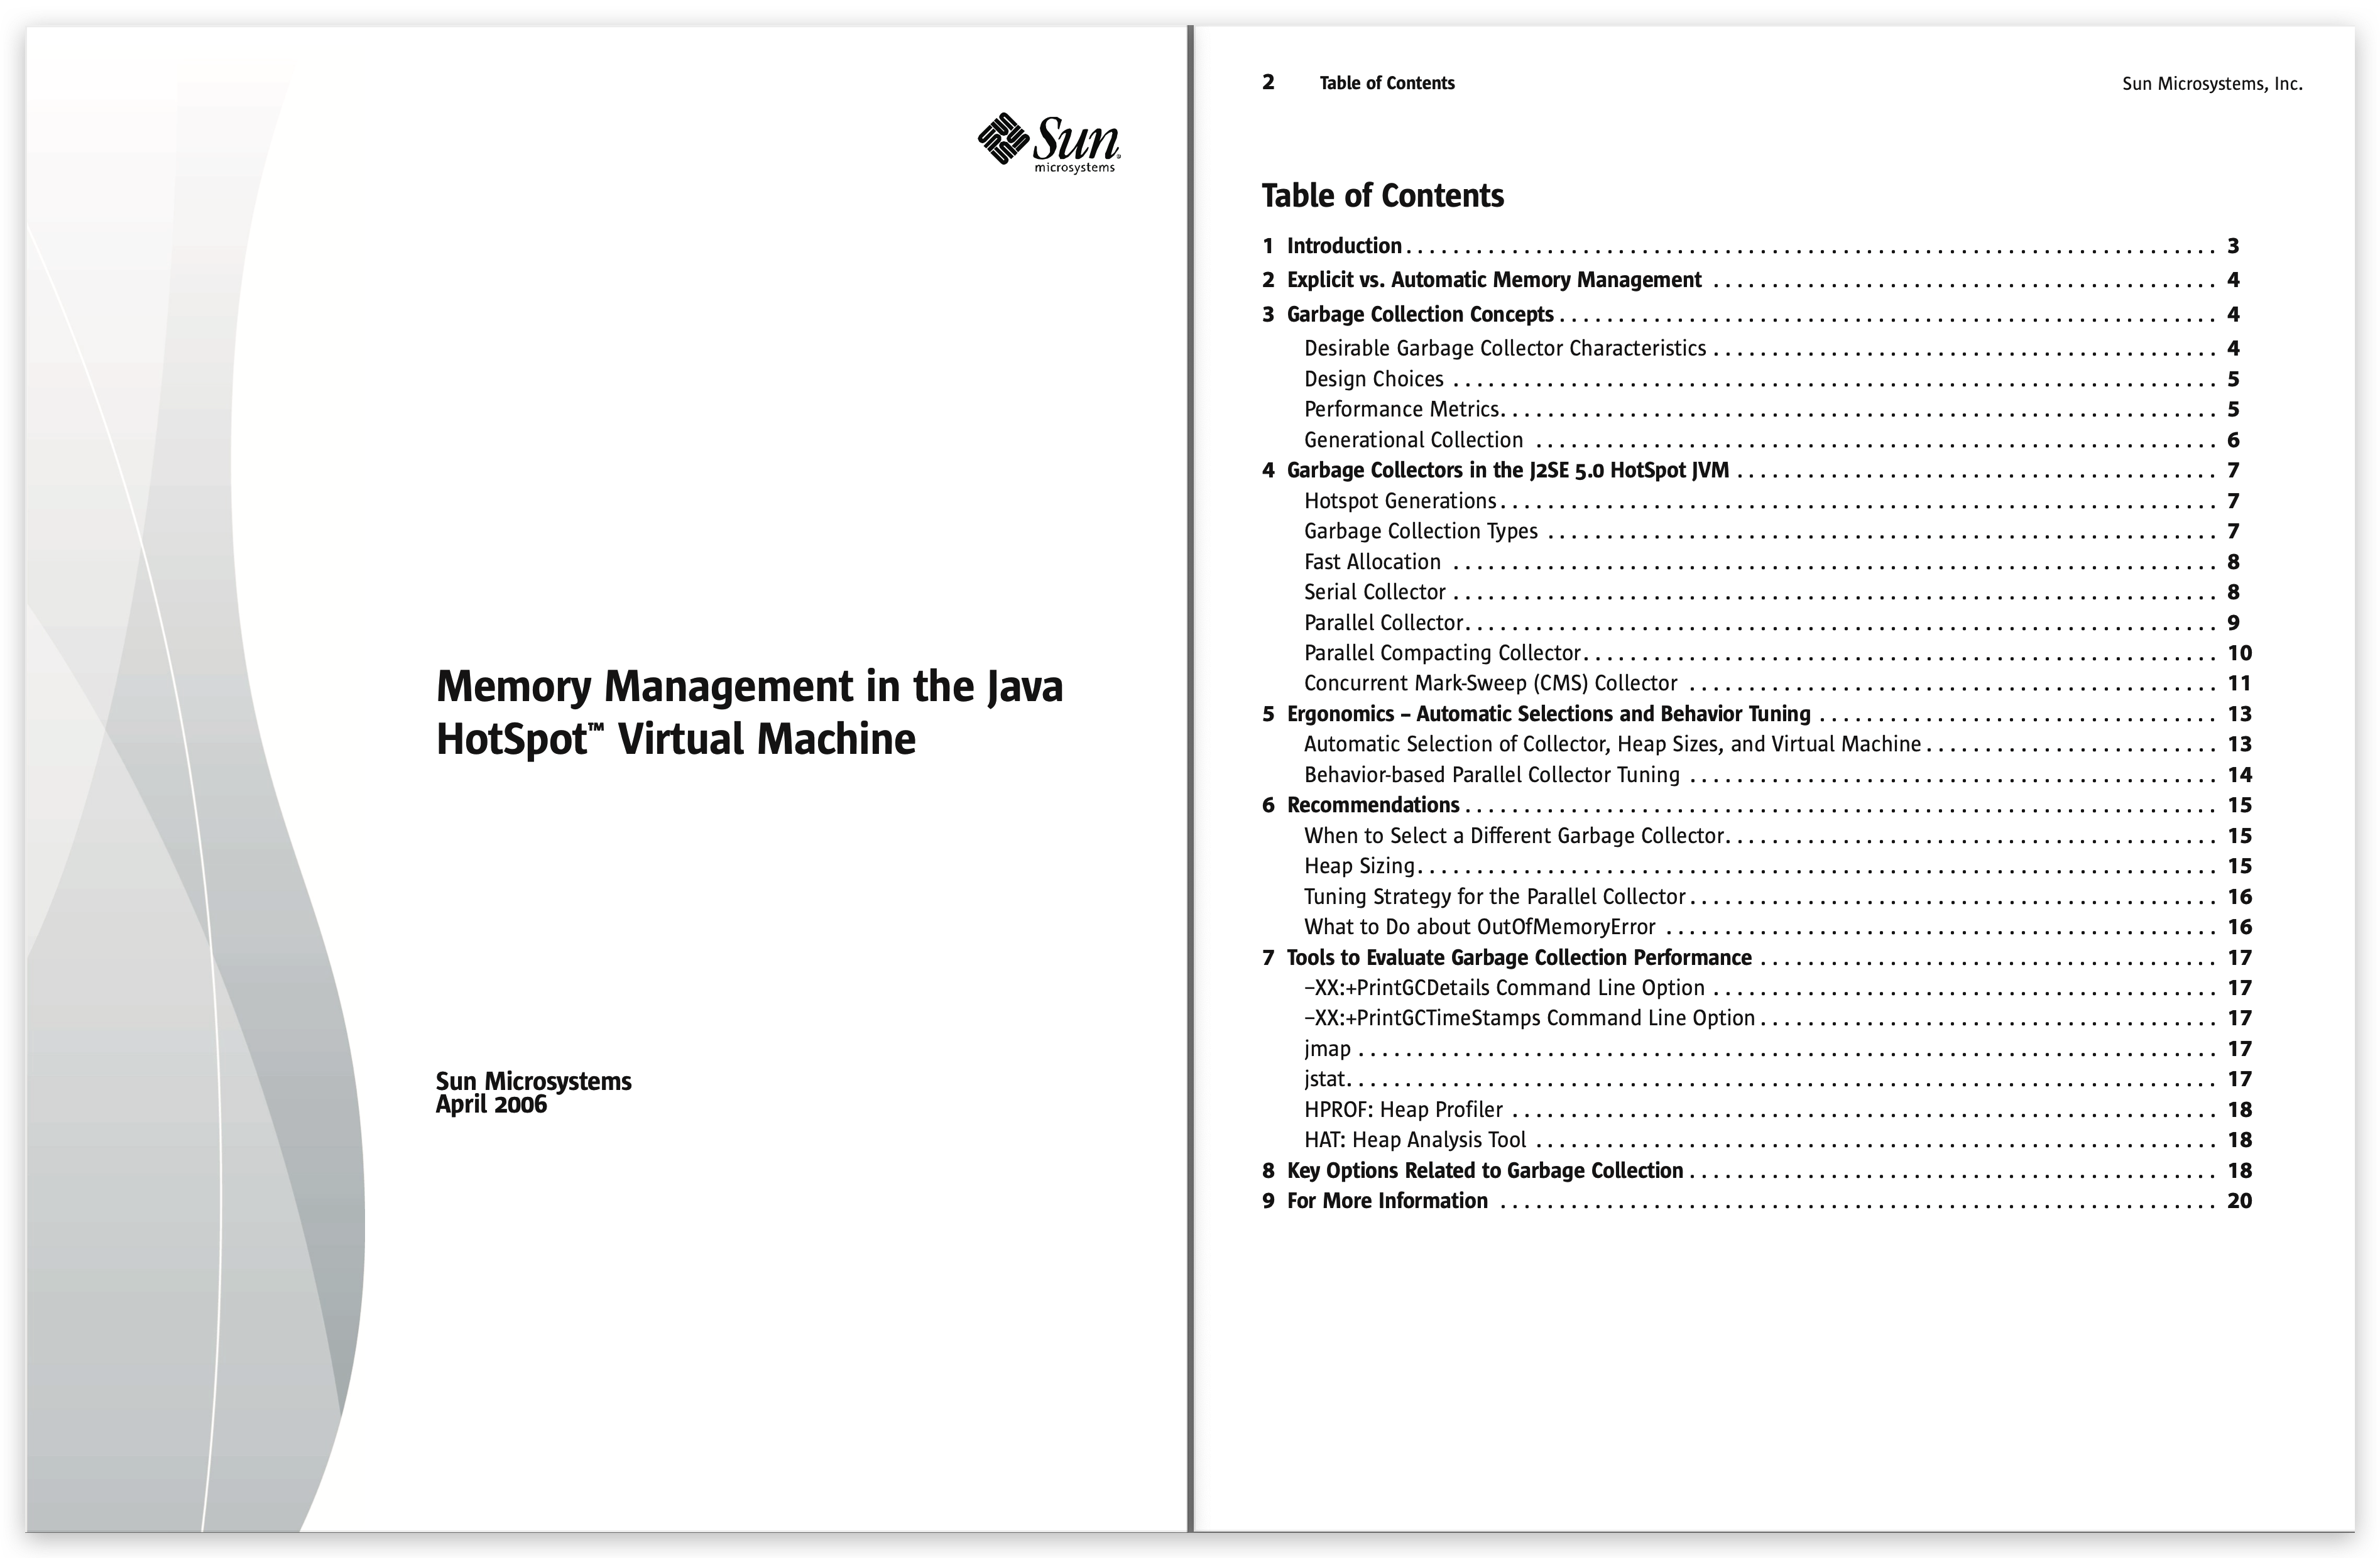 Sun
microsystems
Memory Management in the Java
HotSpot™ Virtual Machine
Sun Microsystems
April 2006
2 Table of Contents Sun Microsystems, Inc.
Table of Contents
1 Introduction . . . . . . . . . . . . . . . . . . . . 3
2 Explicit vs. Automatic Memory Management . . . . . . . . . . . . . . . . . . . . 4
3 Garbage Collection Concepts . . . . . . . . . . . . . . . . . . . . 4
Desirable Garbage Collector Characteristics . . . . . . . . . . . . . . . . . . . . 4
Design Choices . . . . . . . . . . . . . . . . . . . . 5
Performance Metrics . . . . . . . . . . . . . . . . . . . . 5
Generational Collection . . . . . . . . . . . . . . . . . . . . 6
4 Garbage Collectors in the J2SE 5.0 HotSpot JVM . . . . . . . . . . . . . . . . . . . . 7
Hotspot Generations . . . . . . . . . . . . . . . . . . . . 7
Garbage Collection Types . . . . . . . . . . . . . . . . . . . . 7
Fast Allocation . . . . . . . . . . . . . . . . . . . . 8
Serial Collector . . . . . . . . . . . . . . . . . . . . 8
Parallel Collector . . . . . . . . . . . . . . . . . . . . 9
Parallel Compacting Collector . . . . . . . . . . . . . . . . . . . . 10
Concurrent Mark-Sweep (CMS) Collector . . . . . . . . . . . . . . . . . . . . 11
5 Ergonomics – Automatic Selections and Behavior Tuning . . . . . . . . . . . . . . . . . . . . 13
Automatic Selection of Collector, Heap Sizes, and Virtual Machine . . . . . . . . . . . . . . . . . . . . 13
Behavior-based Parallel Collector Tuning . . . . . . . . . . . . . . . . . . . . 14
6 Recommendations . . . . . . . . . . . . . . . . . . . . 15
When to Select a Different Garbage Collector . . . . . . . . . . . . . . . . . . . . 15
Heap Sizing . . . . . . . . . . . . . . . . . . . . 15
Tuning Strategy for the Parallel Collector . . . . . . . . . . . . . . . . . . . . 16
What to Do about OutOfMemoryError . . . . . . . . . . . . . . . . . . . . 16
7 Tools to Evaluate Garbage Collection Performance . . . . . . . . . . . . . . . . . . . . 17
–XX:+PrintGCDetails Command Line Option . . . . . . . . . . . . . . . . . . . . 17
–XX:+PrintGCTimeStamps Command Line Option . . . . . . . . . . . . . . . . . . . . 17
jmap . . . . . . . . . . . . . . . . . . . . 17
jstat . . . . . . . . . . . . . . . . . . . . 17
HPROF: Heap Profiler . . . . . . . . . . . . . . . . . . . . 18
HAT: Heap Analysis Tool . . . . . . . . . . . . . . . . . . . . 18
8 Key Options Related to Garbage Collection . . . . . . . . . . . . . . . . . . . . 18
9 For More Information . . . . . . . . . . . . . . . . . . . . 20